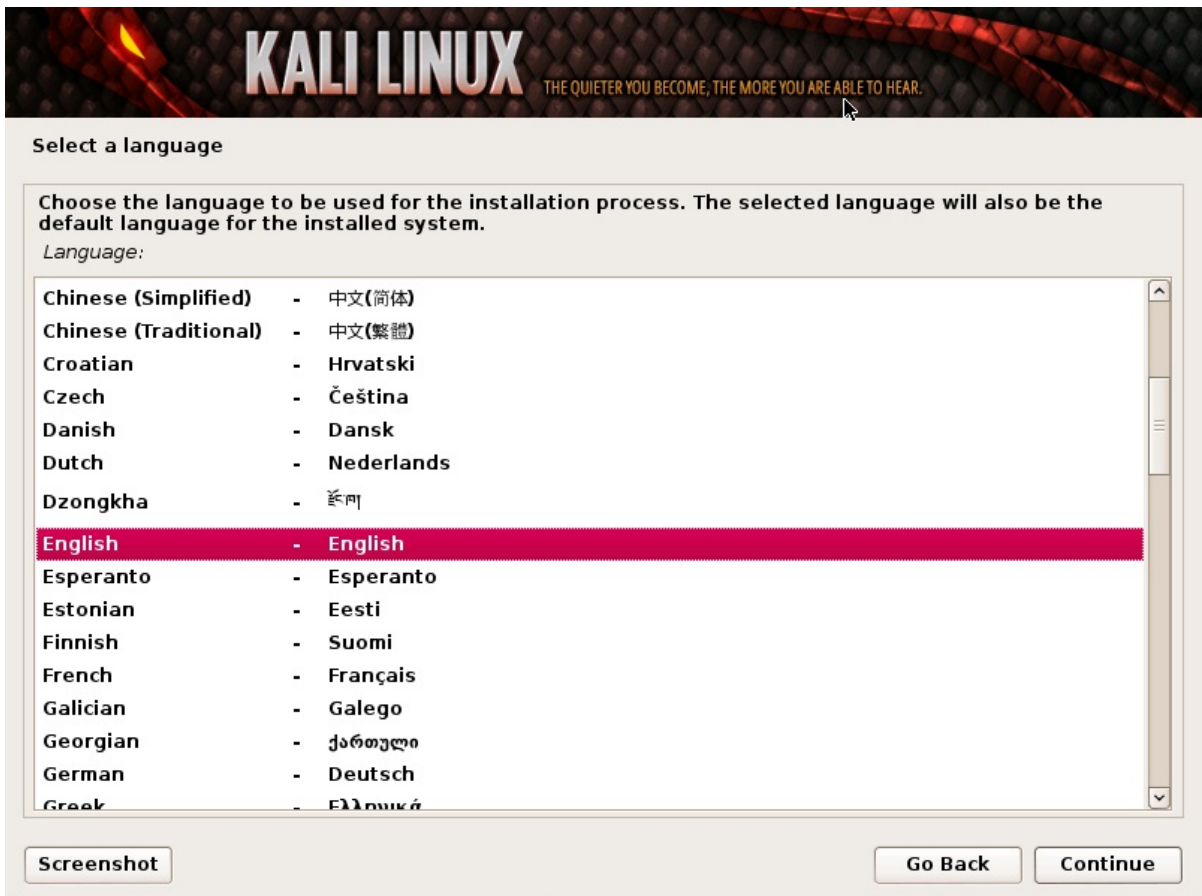 KALI LINUX THE QUIETER YOU BECOME, THE MORE YOU ARE ABLE TO HEAR.
Select a language
Choose the language to be used for the installation process. The selected language will also be the
default language for the installed system.
Language:
Chinese (Simplified) - 中文(简体)
Chinese (Traditional) - 中文(繁體)
Croatian - Hrvatski
Czech - Čeština
Danish - Dansk
Dutch - Nederlands
Dzongkha - རྫོང་ཁ།
English - English
Esperanto - Esperanto
Estonian - Eesti
Finnish - Suomi
French - Français
Galician - Galego
Georgian - ქართული
German - Deutsch
Greek - Ελληνικά
Screenshot Go Back Continue